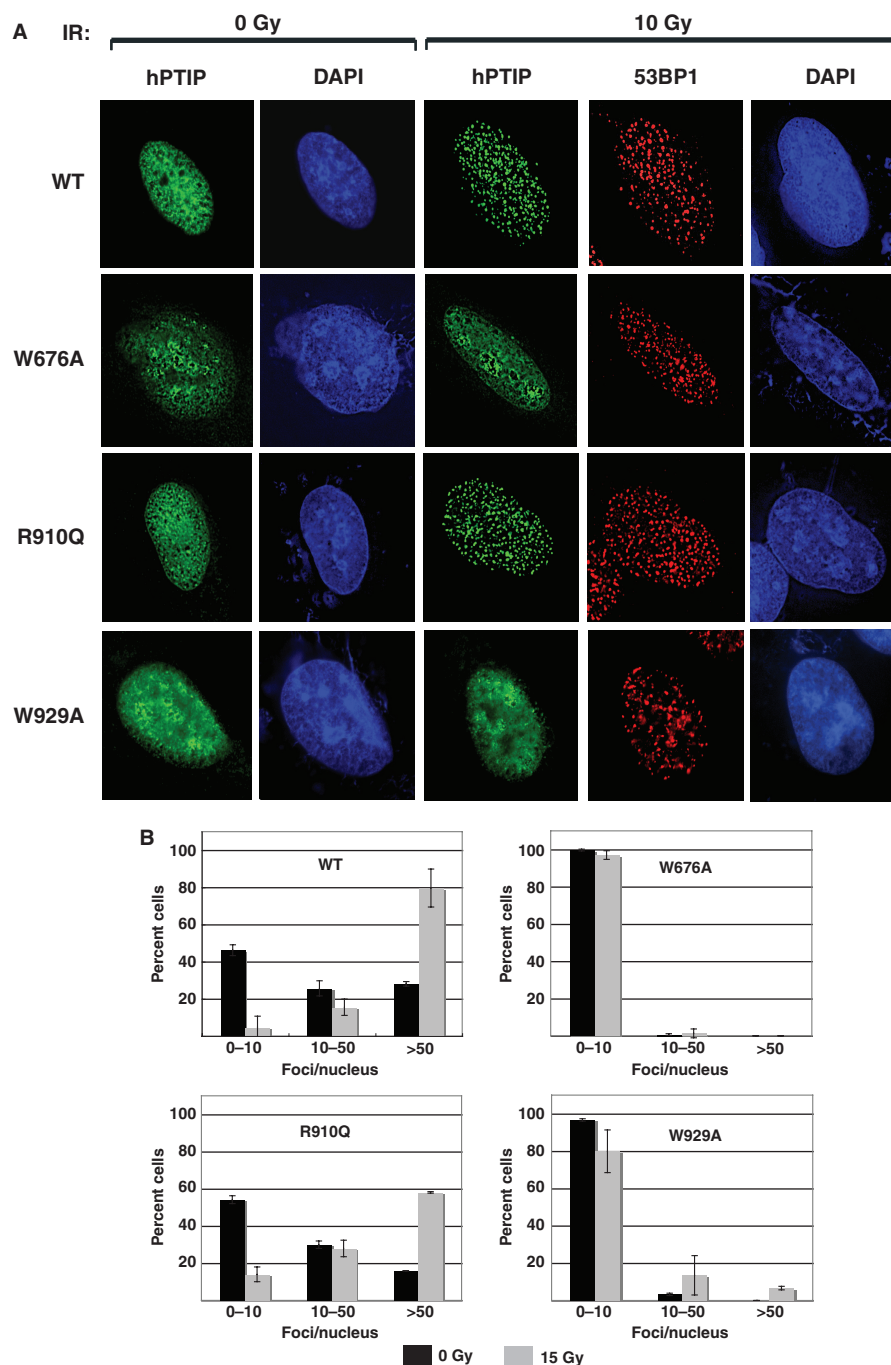 A IR: 0 Gy 10 Gy
hPTIP DAPI hPTIP 53BP1 DAPI
WT
W676A
R910Q
W929A
B
WT
Percent cells
100
80
60
40
20
0–10 10–50 >50
Foci/nucleus
W676A
Percent cells
100
80
60
40
20
0–10 10–50 >50
Foci/nucleus
R910Q
Percent cells
100
80
60
40
20
0–10 10–50 >50
Foci/nucleus
W929A
Percent cells
100
80
60
40
20
0–10 10–50 >50
Foci/nucleus
0 Gy 15 Gy